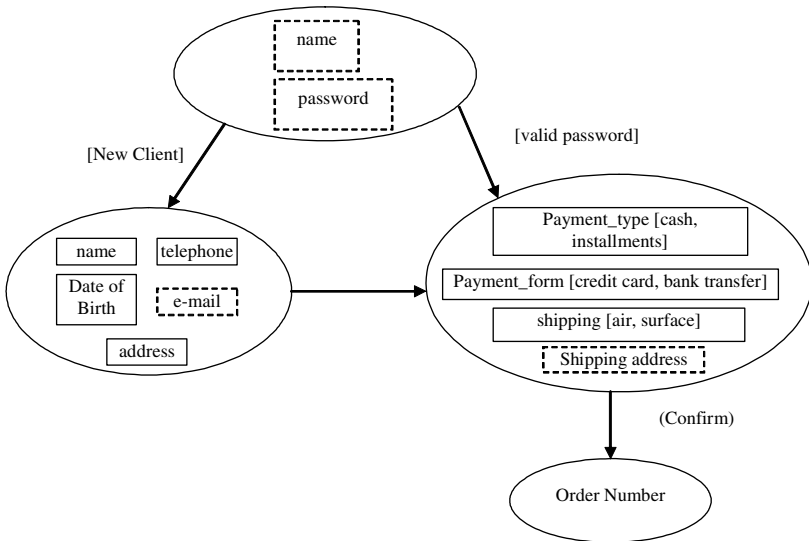 name
password
[New Client]
[valid password]
name
telephone
Date of
Birth
e-mail
address
Payment_type [cash,
installments]
Payment_form [credit card, bank transfer]
shipping [air, surface]
Shipping address
(Confirm)
Order Number